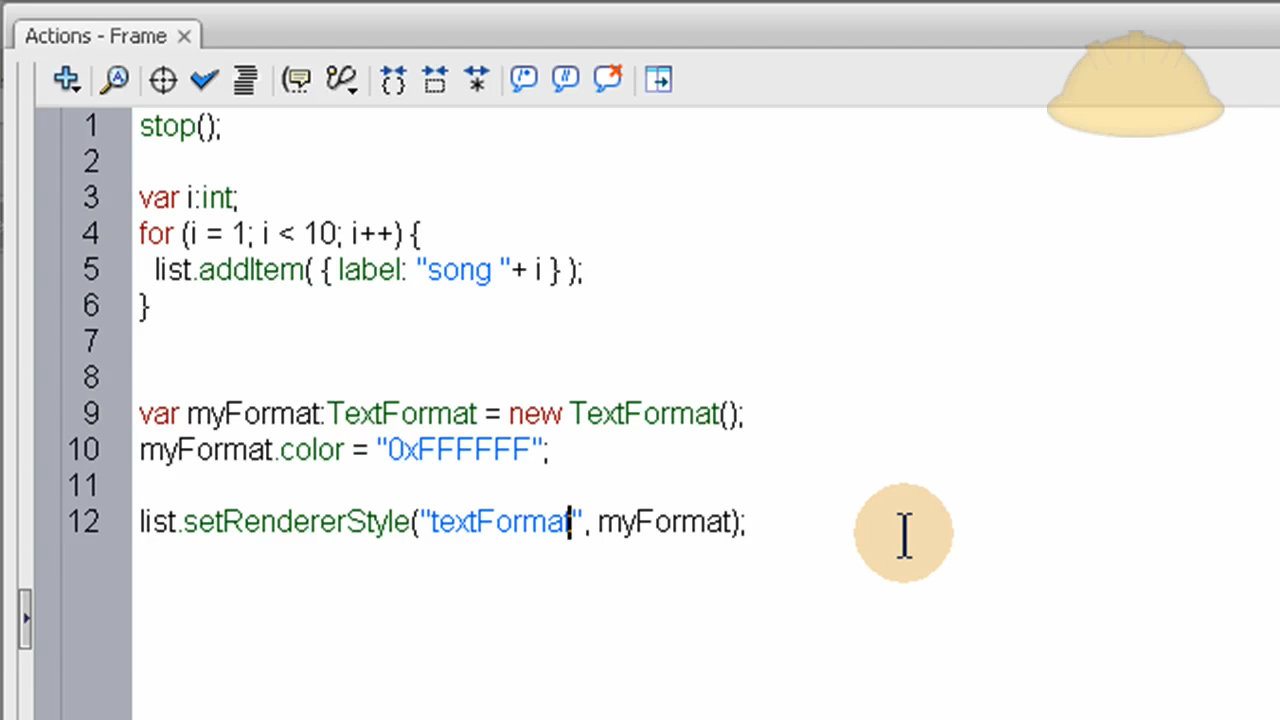 Actions - Frame
1 stop();
2
3 var i:int;
4 for (i = 1; i < 10; i++) {
5 list.addItem( { label: "song "+ i } );
6 }
7
8
9 var myFormat:TextFormat = new TextFormat();
10 myFormat.color = "0xFFFFFF";
11
12 list.setRendererStyle("textFormat", myFormat);